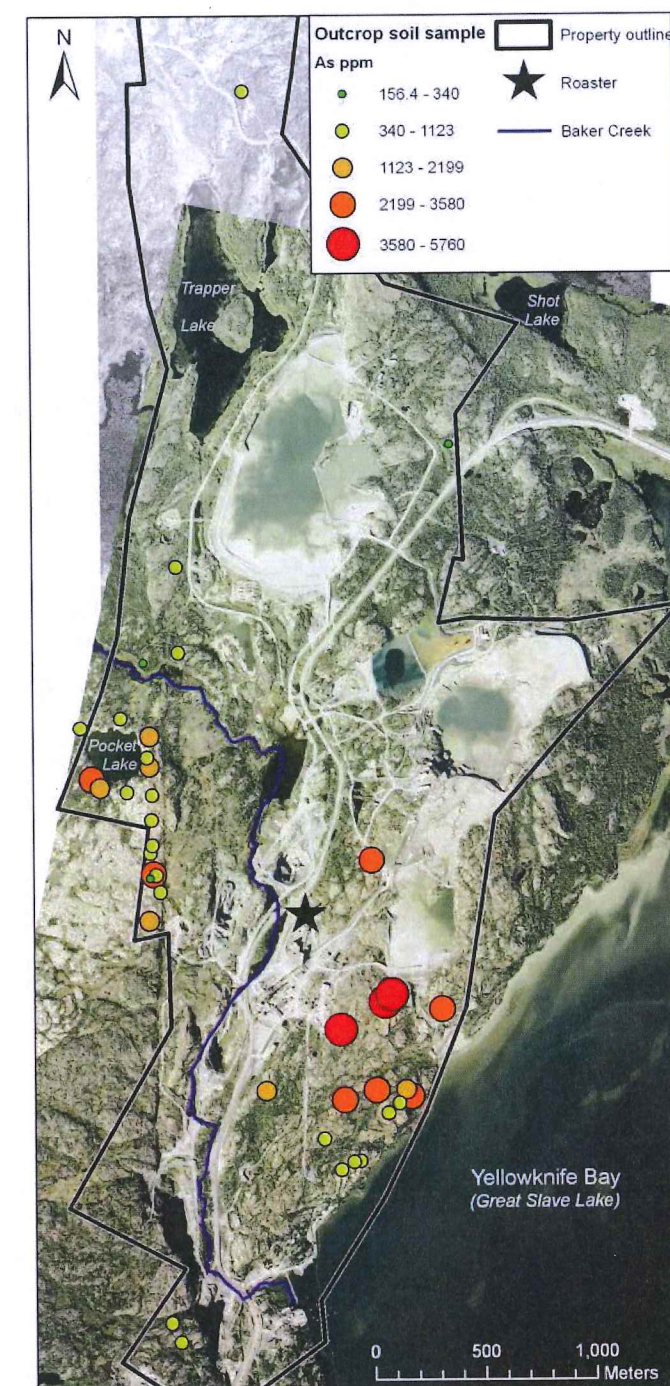 N
Outcrop soil sample
As ppm
156.4 - 340
340 - 1123
1123 - 2199
2199 - 3580
3580 - 5760
Property outline
Roaster
Baker Creek
Trapper
Lake
Shot
Lake
Pocket
Lake
Yellowknife Bay
(Great Slave Lake)
0 500 1,000
Meters